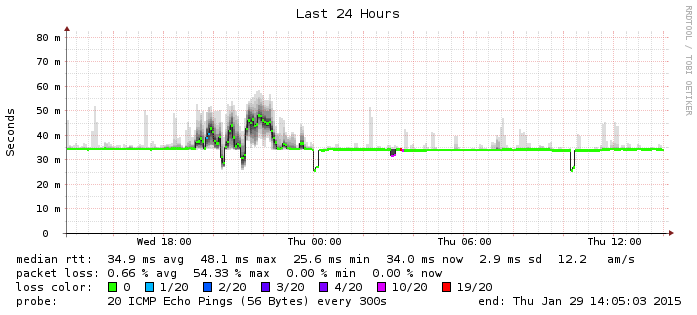 Last 24 Hours
RRDTOOL / TOBI OETIKER
Seconds
80 m
70 m
60 m
50 m
40 m
30 m
20 m
10 m
0
Wed 18:00 Thu 00:00 Thu 06:00 Thu 12:00
median rtt: 34.9 ms avg 48.1 ms max 25.6 ms min 34.0 ms now 2.9 ms sd 12.2 am/s
packet loss: 0.66 % avg 54.33 % max 0.00 % min 0.00 % now
loss color: 0 1/20 2/20 3/20 4/20 10/20 19/20
probe: 20 ICMP Echo Pings (56 Bytes) every 300s end: Thu Jan 29 14:05:03 2015